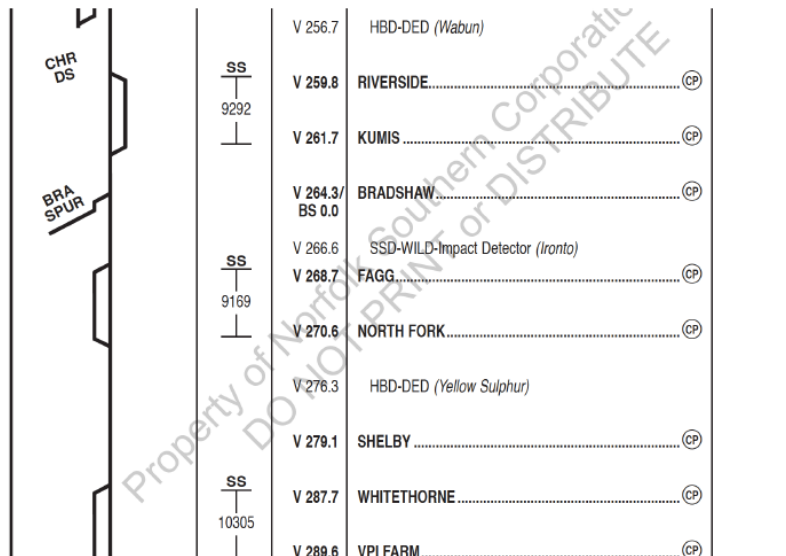 V 256.7 HBD-DED (Wabun)
CHR
DS
SS
V 259.8 RIVERSIDE CP
9292
V 261.7 KUMIS CP
BRA
SPUR
V 264.3/ BRADSHAW CP
BS 0.0
V 266.6 SSD-WILD-Impact Detector (Ironto)
SS
V 268.7 FAGG CP
9169
V 270.6 NORTH FORK CP
V 276.3 HBD-DED (Yellow Sulphur)
V 279.1 SHELBY CP
SS
V 287.7 WHITETHORNE CP
10305
V 289.6 VPI FARM CP
Property of Norfolk Southern Corporatio
DO NOT PRINT or DISTRIBUTE